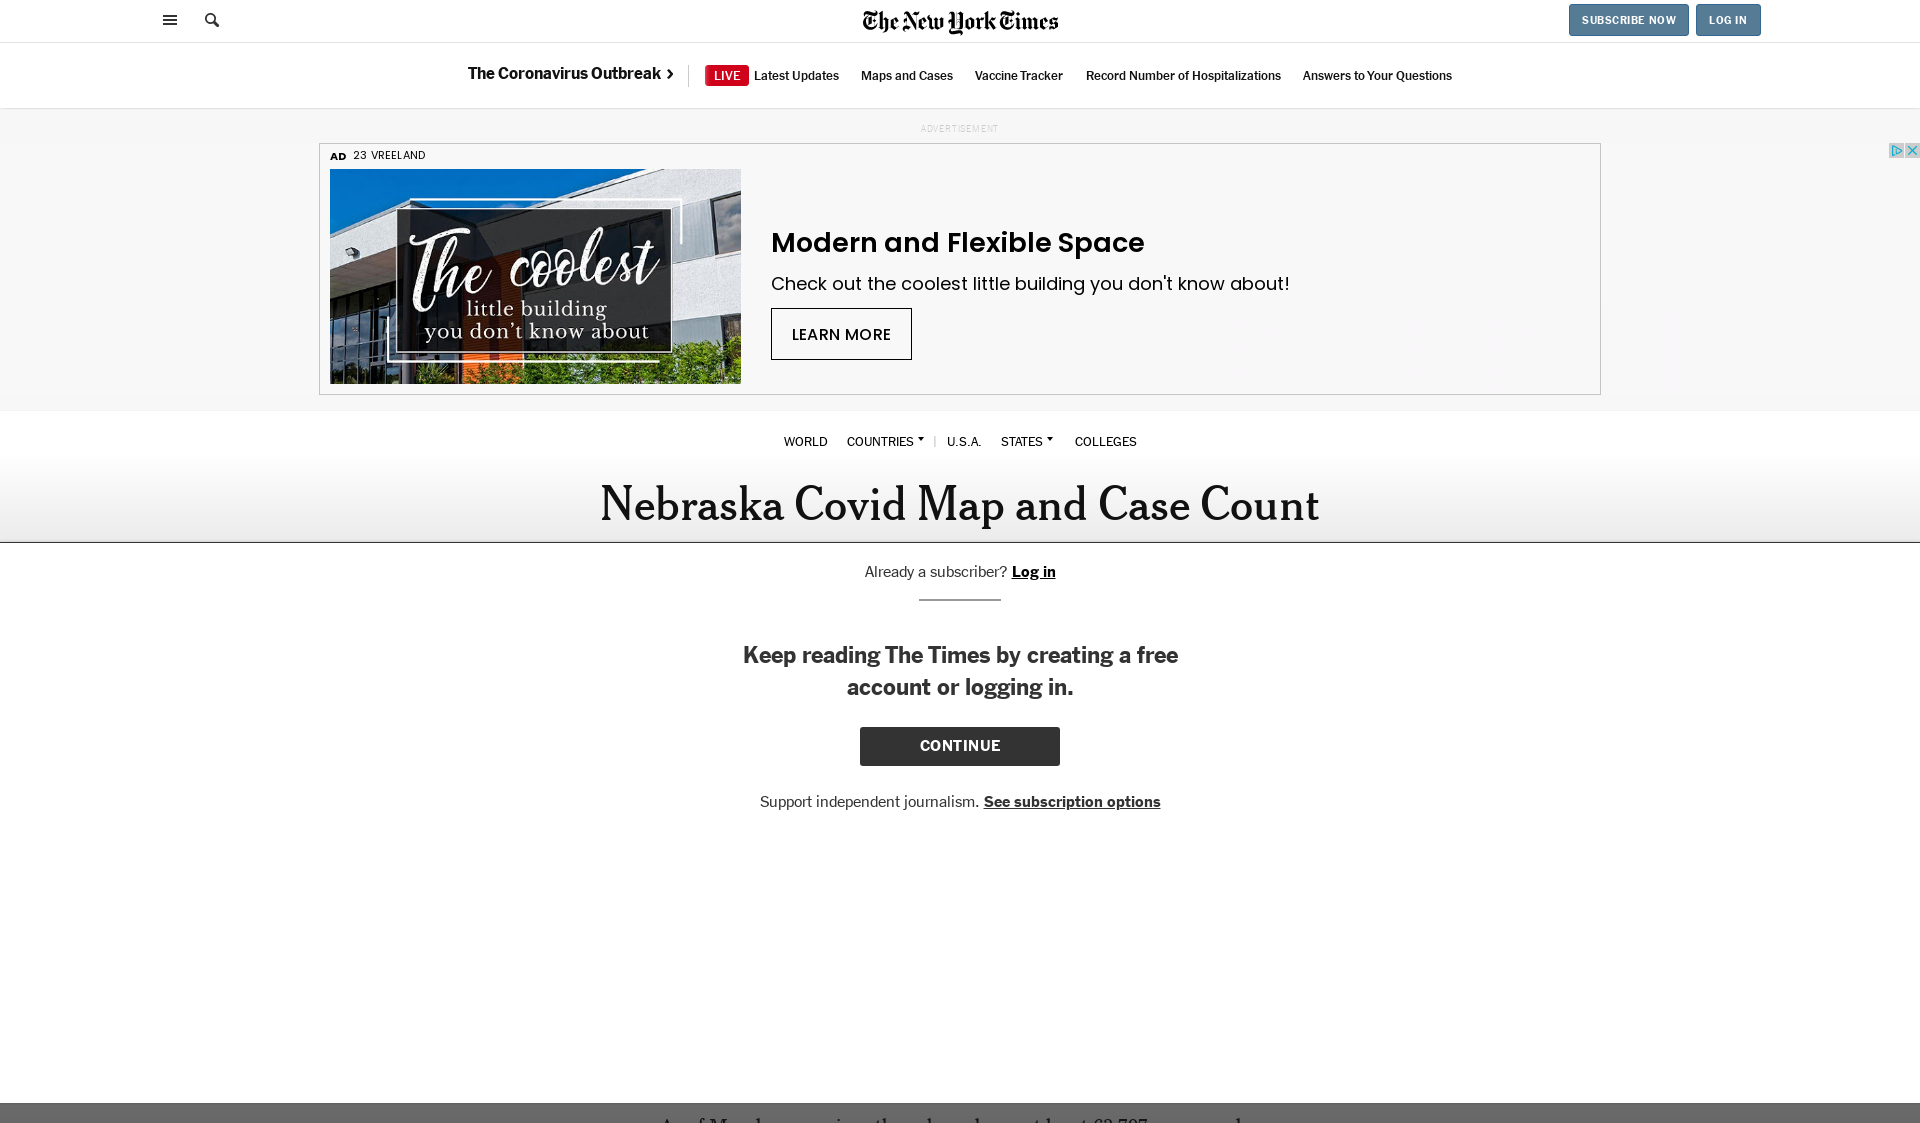 The New York Times
SUBSCRIBE NOW
LOG IN
The Coronavirus Outbreak
LIVE
Latest Updates
Maps and Cases
Vaccine Tracker
Record Number of Hospitalizations
Answers to Your Questions
ADVERTISEMENT
AD 23 VREELAND
The coolest
little building
you don't know about
Modern and Flexible Space
Check out the coolest little building you don't know about!
LEARN MORE
WORLD
COUNTRIES
U.S.A.
STATES
COLLEGES
Nebraska Covid Map and Case Count
Already a subscriber? Log in
Keep reading The Times by creating a free
account or logging in.
CONTINUE
Support independent journalism. See subscription options